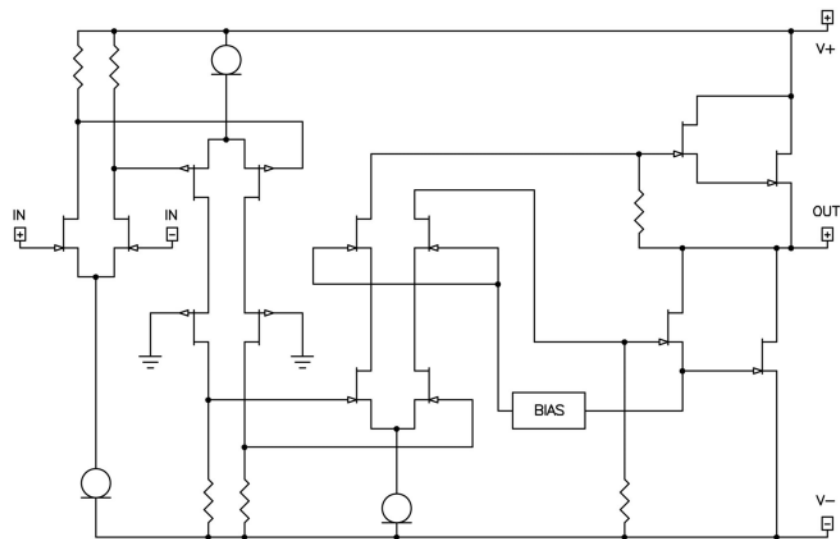 +
V+
IN
+
IN
-
OUT
+
BIAS
V-
-